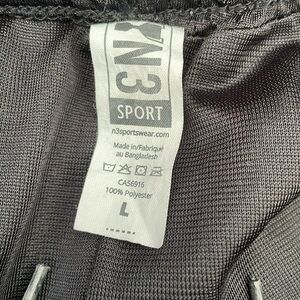 N3
SPORT
n3sportswear.com
Made in/Fabriqué
au Bangladesh
CA56916
100% Polyester
L